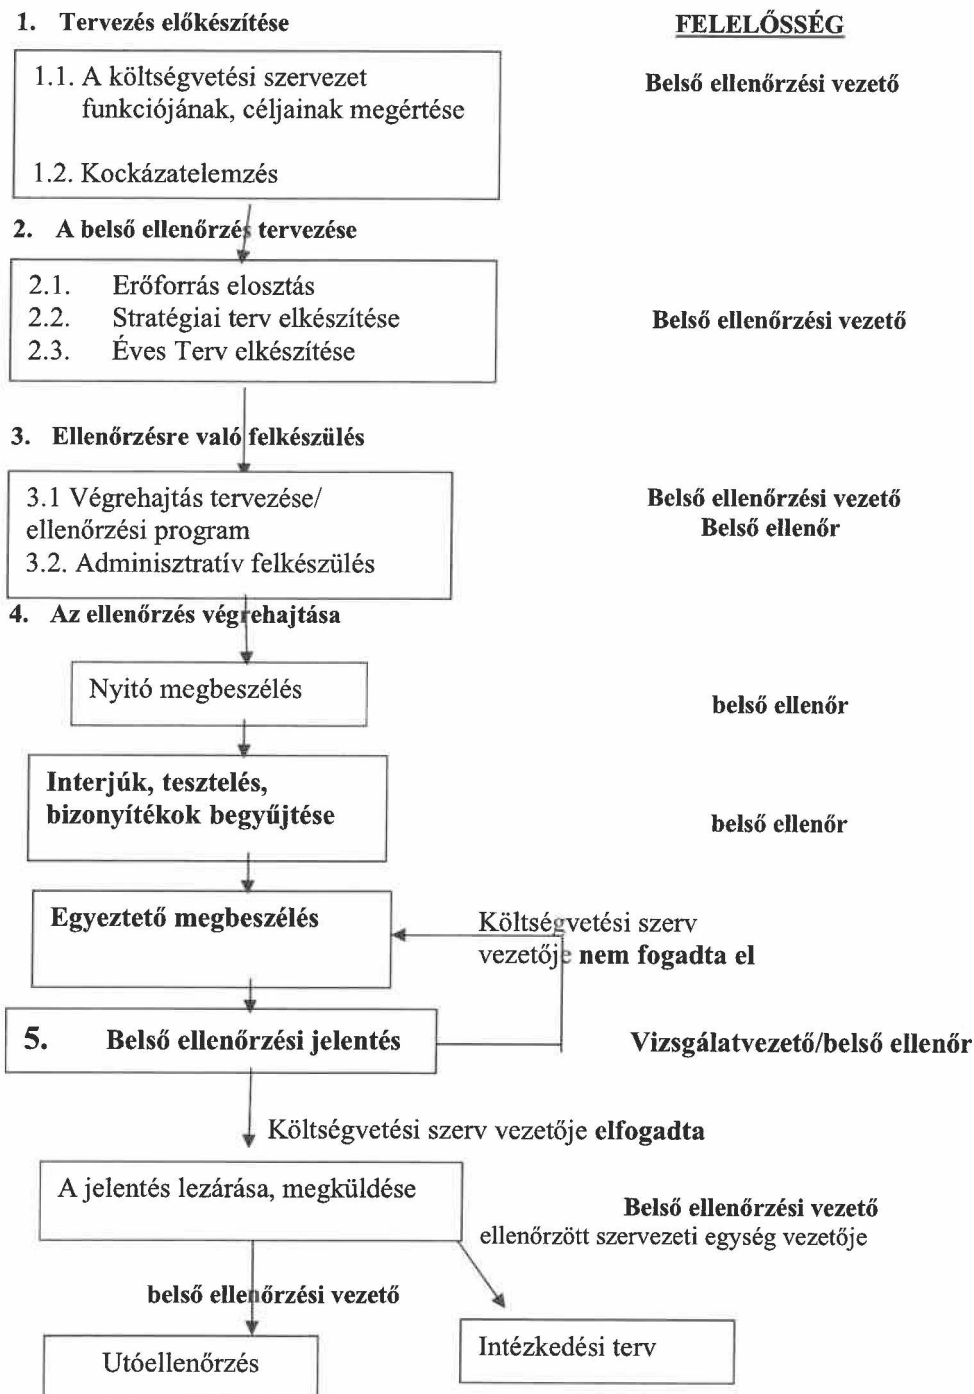 1. Tervezés előkészítése
FELELŐSSÉG
1.1. A költségvetési szervezet
funkciójának, céljainak megértése
Belső ellenőrzési vezető
1.2. Kockázatelemzés
2. A belső ellenőrzés tervezése
2.1. Erőforrás elosztás
2.2. Stratégiai terv elkészítése
Belső ellenőrzési vezető
2.3. Éves Terv elkészítése
3. Ellenőrzésre való felkészülés
3.1 Végrehajtás tervezése/
ellenőrzési program
3.2. Adminisztratív felkészülés
Belső ellenőrzési vezető
Belső ellenőr
4. Az ellenőrzés végrehajtása
Nyitó megbeszélés
belső ellenőr
Interjúk, tesztelés,
bizonyítékok begyűjtése
belső ellenőr
Egyeztető megbeszélés
Költségvetési szerv
vezetője nem fogadta el
5. Belső ellenőrzési jelentés
Vizsgálatvezető/belső ellenőr
Költségvetési szerv vezetője elfogadta
A jelentés lezárása, megküldése
Belső ellenőrzési vezető
ellenőrzött szervezeti egység vezetője
belső ellenőrzési vezető
Utóellenőrzés
Intézkedési terv